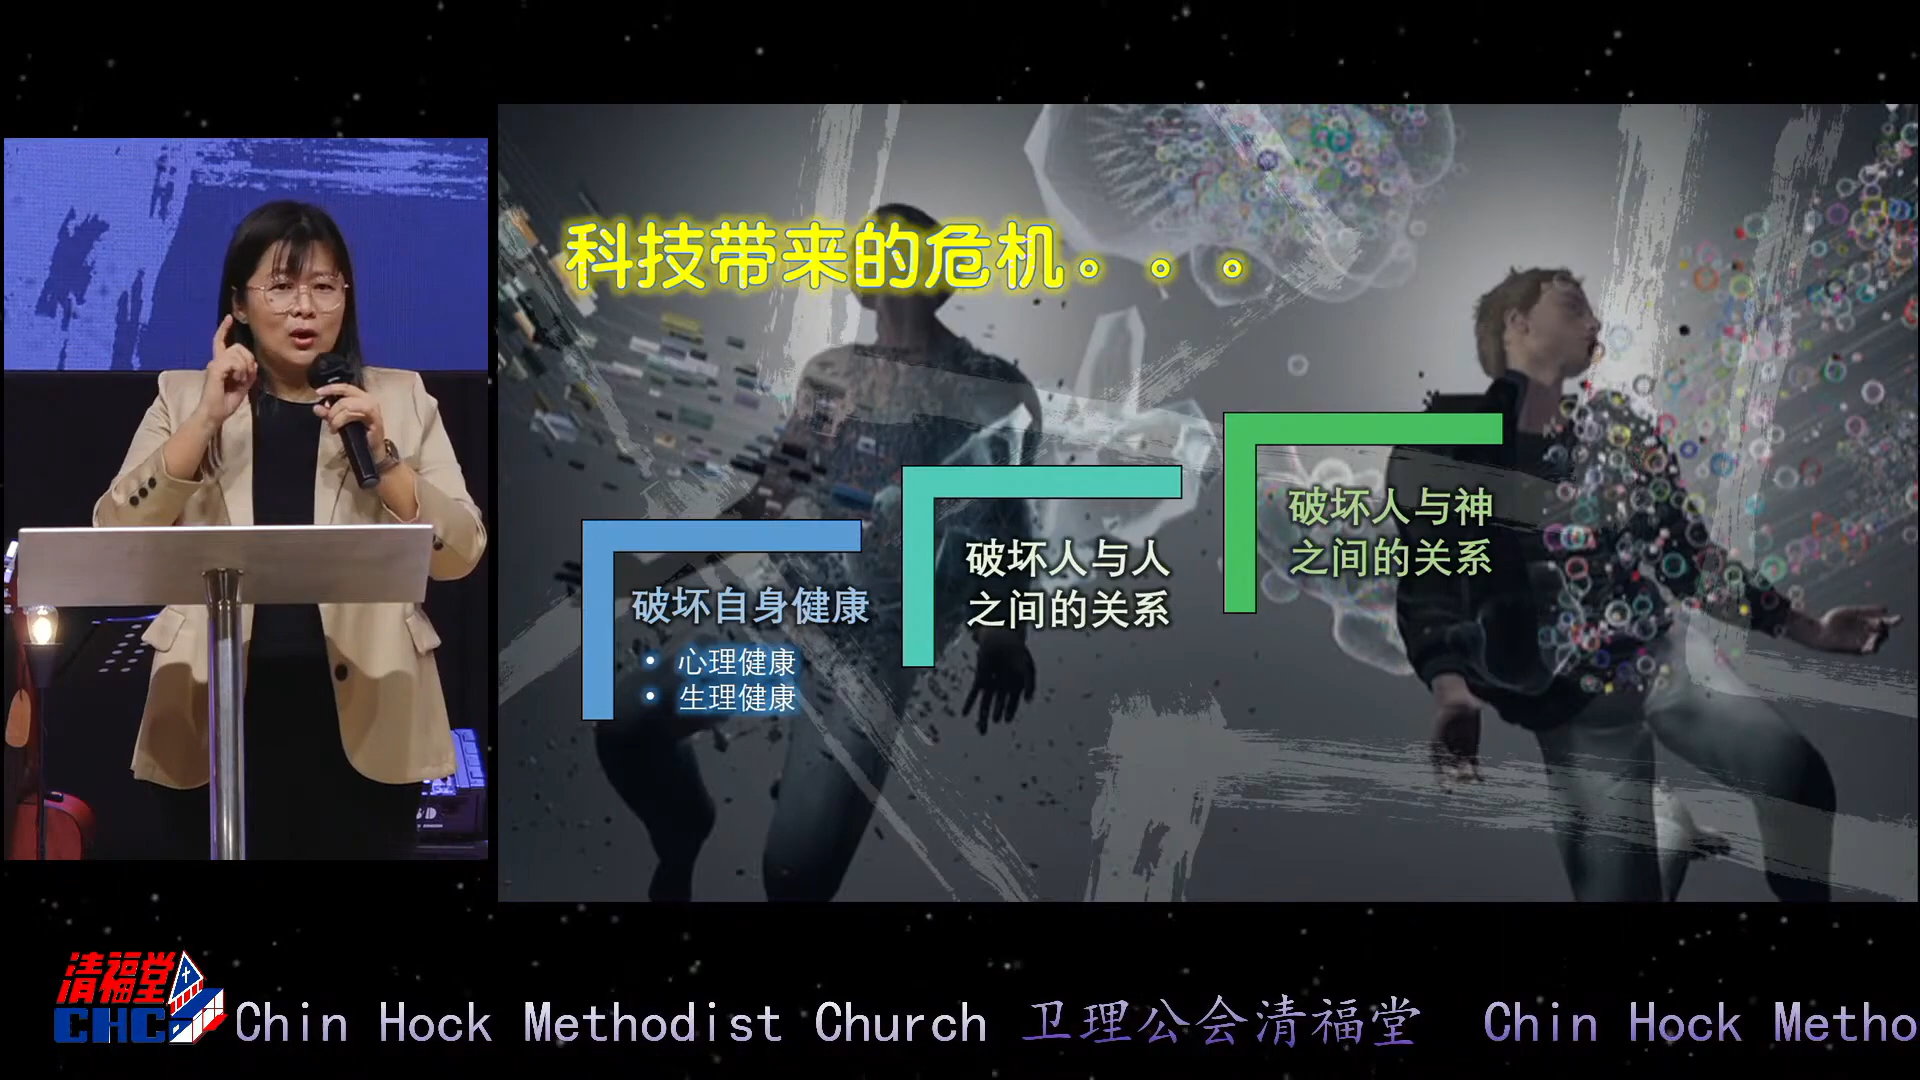 科技带来的危机。。。
破坏自身健康
• 心理健康
• 生理健康
破坏人与人
之间的关系
破坏人与神
之间的关系
清福堂
CHC
Chin Hock Methodist Church 卫理公会清福堂 Chin Hock Metho